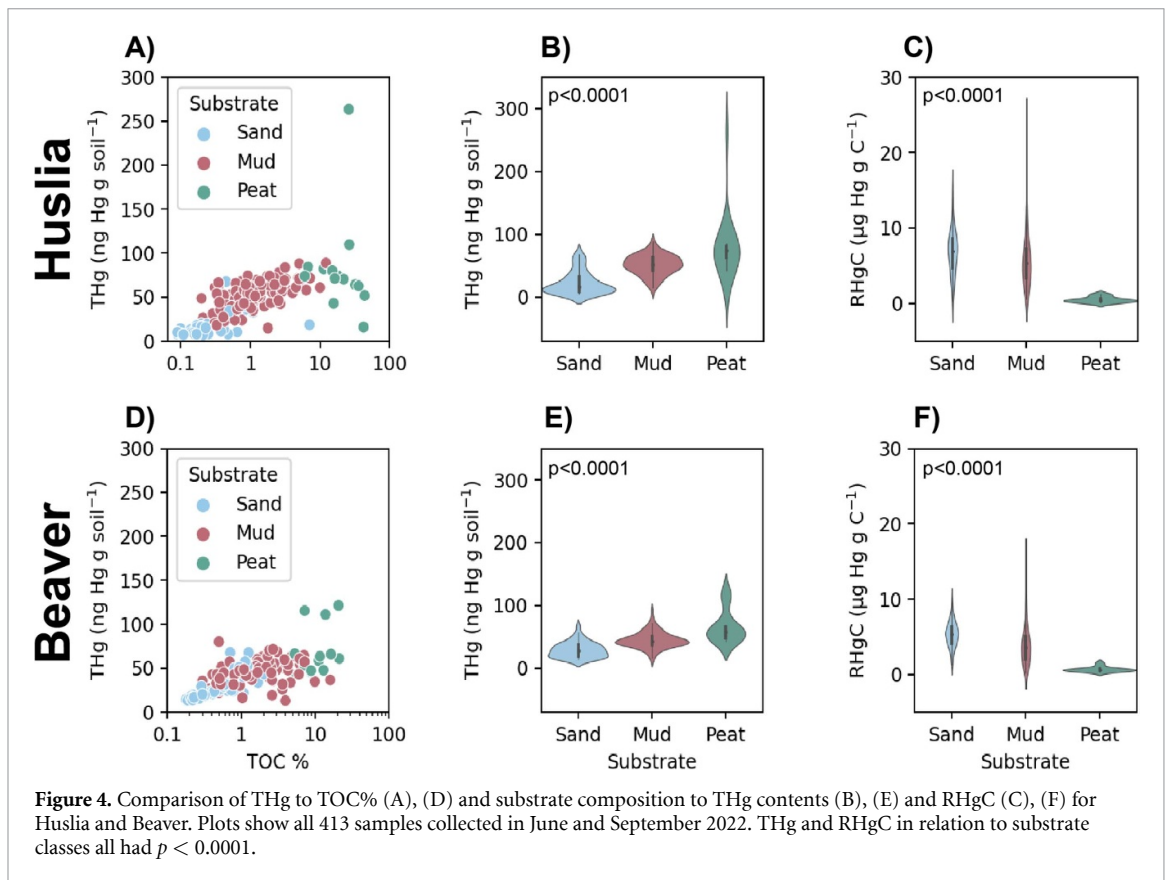 A)
B)
C)
Huslia
THg (ng Hg g soil⁻¹)
300
250
200
150
100
50
0
Substrate
Sand
Mud
Peat
0.1 1 10 100
THg (ng Hg g soil⁻¹)
300
200
100
0
p<0.0001
Sand Mud Peat
RHgC (µg Hg g C⁻¹)
30
20
10
0
p<0.0001
Sand Mud Peat
D)
E)
F)
Beaver
THg (ng Hg g soil⁻¹)
300
250
200
150
100
50
0
Substrate
Sand
Mud
Peat
0.1 1 10 100
TOC %
THg (ng Hg g soil⁻¹)
300
200
100
0
p<0.0001
Sand Mud Peat
Substrate
RHgC (µg Hg g C⁻¹)
30
20
10
0
p<0.0001
Sand Mud Peat
Substrate
Figure 4. Comparison of THg to TOC% (A), (D) and substrate composition to THg contents (B), (E) and RHgC (C), (F) for
Huslia and Beaver. Plots show all 413 samples collected in June and September 2022. THg and RHgC in relation to substrate
classes all had p < 0.0001.